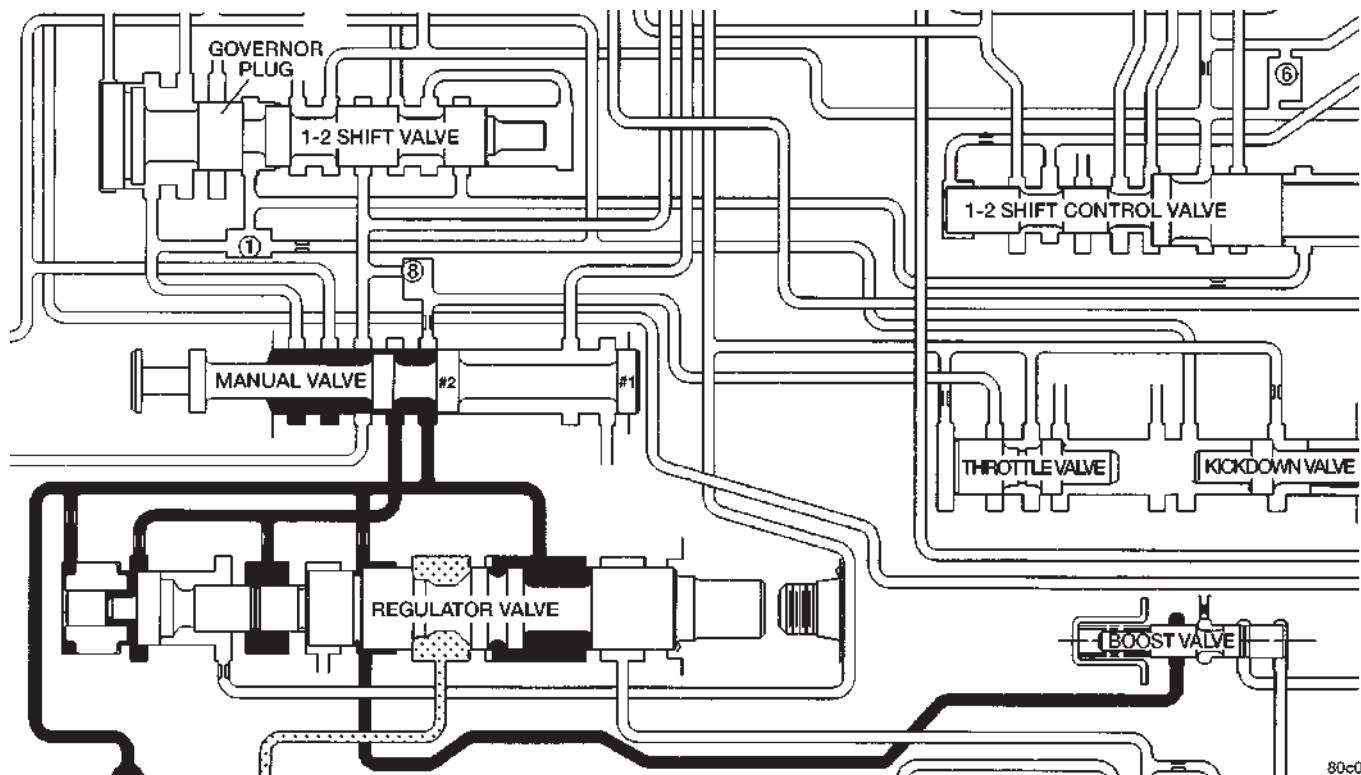 GOVERNOR
PLUG
6
1-2 SHIFT VALVE
1-2 SHIFT CONTROL VALVE
1
8
MANUAL VALVE
#2
#1
THROTTLE VALVE
KICKDOWN VALVE
REGULATOR VALVE
BOOST VALVE
80c0